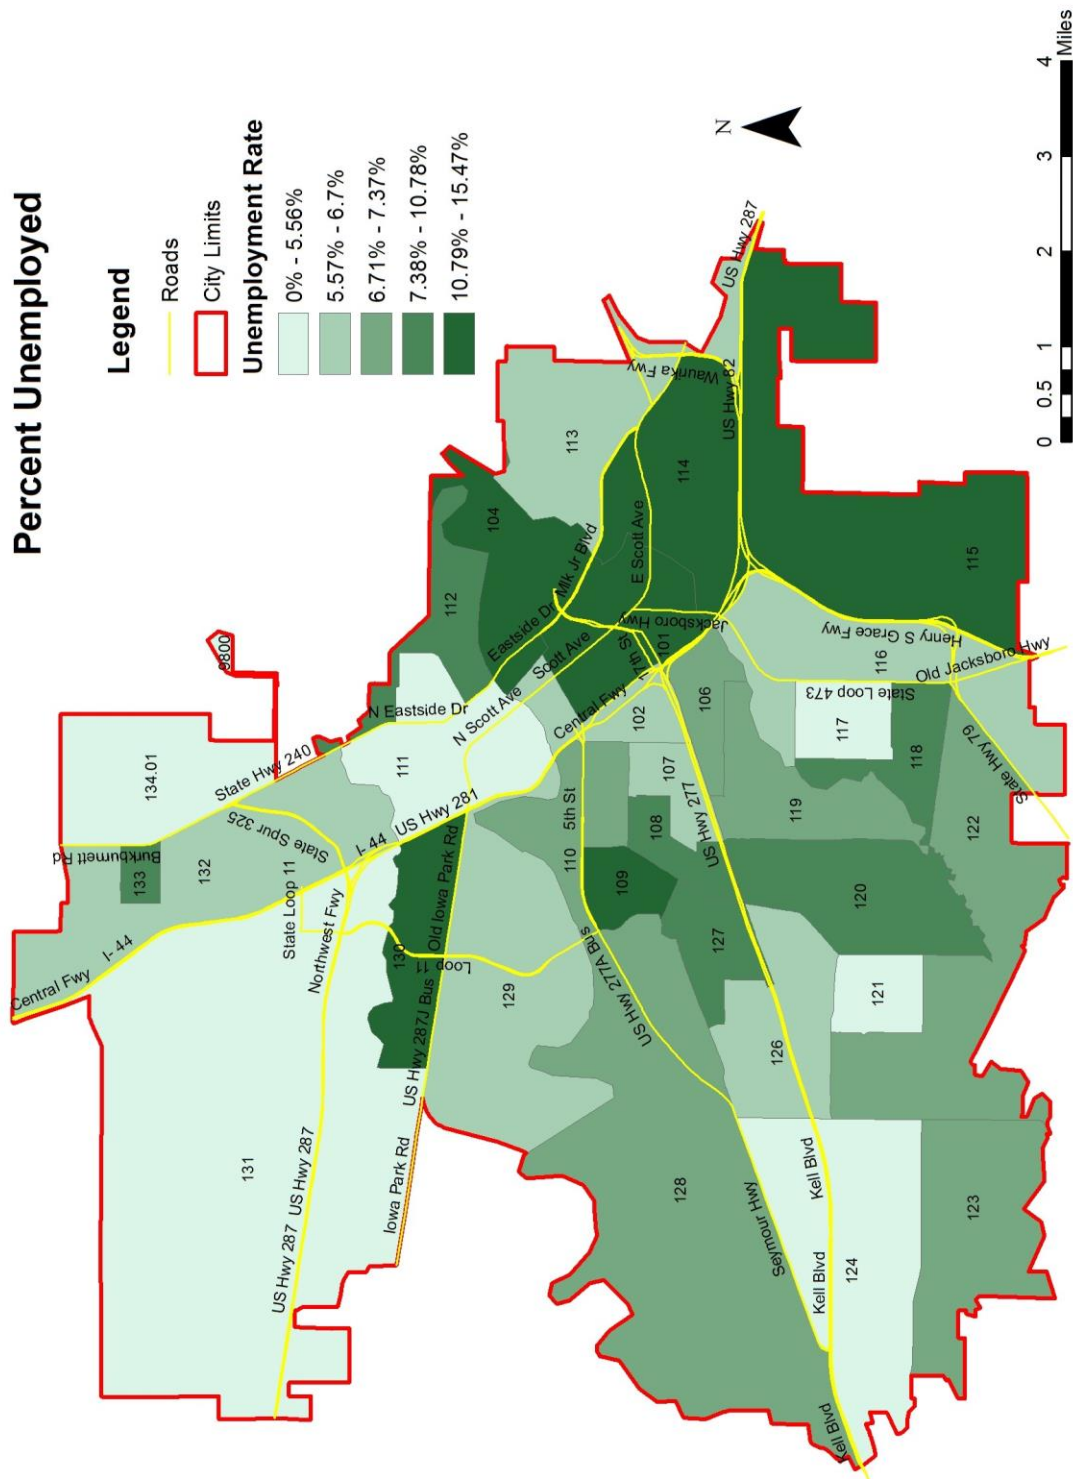 Percent Unemployed
Legend
Roads
City Limits
Unemployment Rate
0% - 5.56%
5.57% - 6.7%
6.71% - 7.37%
7.38% - 10.78%
10.79% - 15.47%
N
0 0.5 1 2 3 4
Miles
Central Fwy
I- 44
Burkburnett Rd
133
132
134.01
9800
State Hwy 240
State Spur 325
State Loop 11
I- 44
US Hwy 281
Northwest Fwy
131
US Hwy 287
US Hwy 287
Iowa Park Rd
US Hwy 287J Bus
Old Iowa Park Rd
Loop 11
130
129
111
N Eastside Dr
N Scott Ave
112
104
Eastside Dr
Mlk Jr Blvd
Scott Ave
113
114
E Scott Ave
Waurika Fwy
US Hwy 287
US Hwy 82
Jacksboro Hwy
7th St
101
Central Fwy
102
106
107
108
5th St
110
109
US Hwy 277A Bus
US Hwy 277
127
128
Seymour Hwy
126
Kell Blvd
Kell Blvd
Kell Blvd
124
123
121
120
119
122
118
117
State Loop 473
116
Henry S Grace Fwy
Old Jacksboro Hwy
State Hwy 79
115